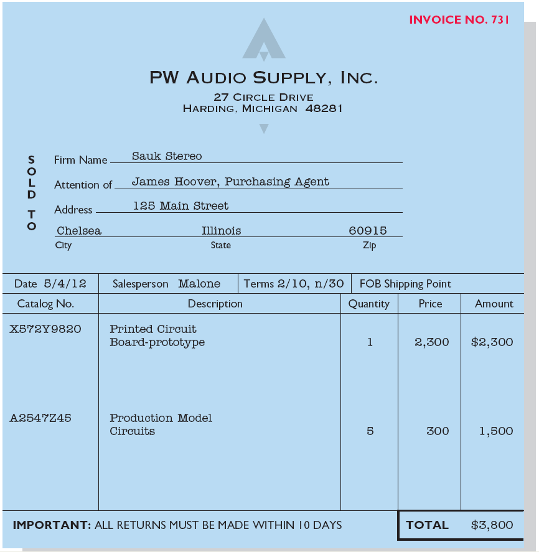 INVOICE NO. 731
PW AUDIO SUPPLY, INC.
27 CIRCLE DRIVE
HARDING, MICHIGAN 48281
SOLD TO
Firm Name Sauk Stereo
Attention of James Hoover, Purchasing Agent
Address 125 Main Street
Chelsea Illinois 60915
City State Zip
Date 5/4/12 Salesperson Malone Terms 2/10, n/30 FOB Shipping Point
Catalog No. Description Quantity Price Amount
X572Y9820 Printed Circuit
Board-prototype 1 2,300 $2,300
A2547Z45 Production Model
Circuits 5 300 1,500
IMPORTANT: ALL RETURNS MUST BE MADE WITHIN 10 DAYS TOTAL $3,800